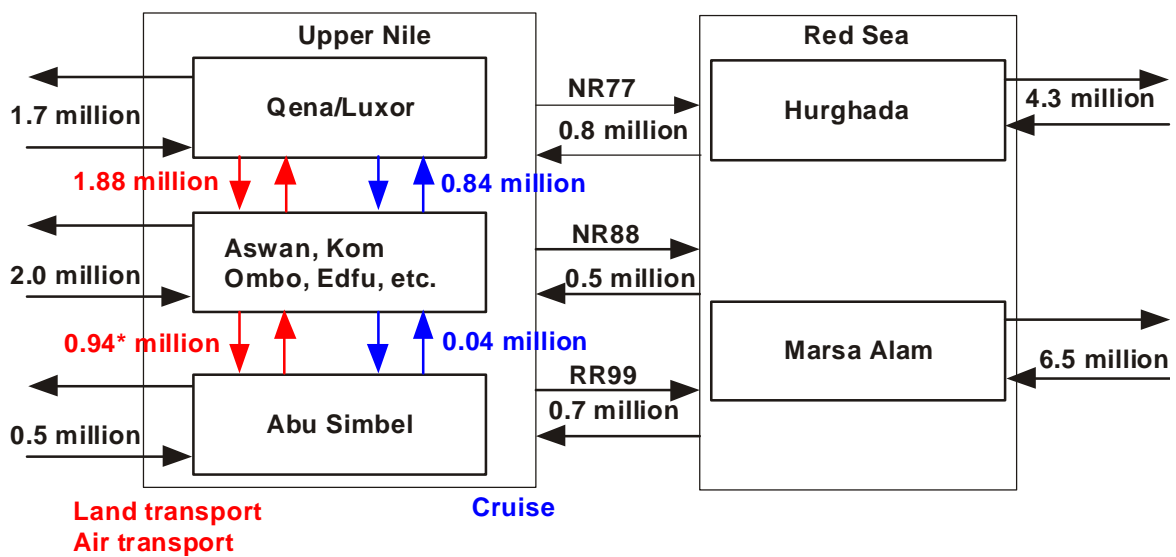 Upper Nile
Red Sea
Qena/Luxor
NR77
Hurghada
1.7 million
0.8 million
4.3 million
1.88 million
0.84 million
Aswan, Kom
Ombo, Edfu, etc.
NR88
2.0 million
0.5 million
0.94* million
0.04 million
Marsa Alam
6.5 million
RR99
0.7 million
Abu Simbel
0.5 million
Land transport
Air transport
Cruise